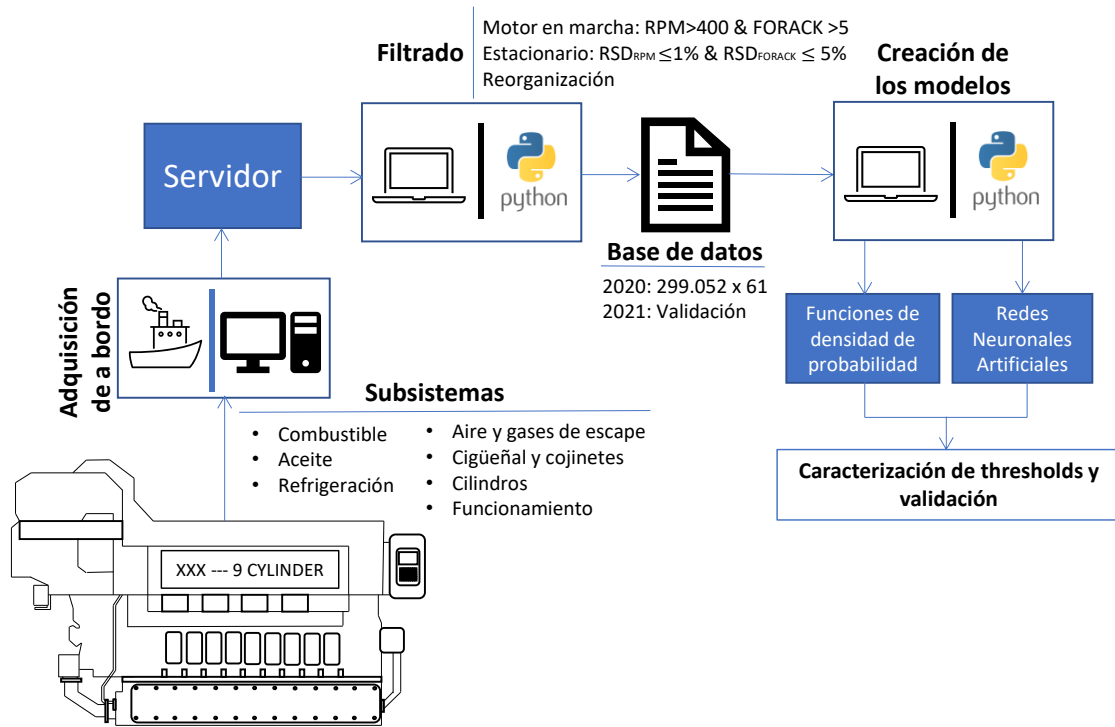 Filtrado
Motor en marcha: RPM>400 & FORACK >5
Estacionario: RSDRPM ≤1% & RSDFORACK ≤ 5%
Reorganización
Creación de
los modelos
Servidor
python
python
Base de datos
2020: 299.052 x 61
2021: Validación
Adquisición
de a bordo
Funciones de
densidad de
probabilidad
Redes
Neuronales
Artificiales
Subsistemas
• Combustible
• Aceite
• Refrigeración
• Aire y gases de escape
• Cigüeñal y cojinetes
• Cilindros
• Funcionamiento
Caracterización de thresholds y
validación
XXX --- 9 CYLINDER